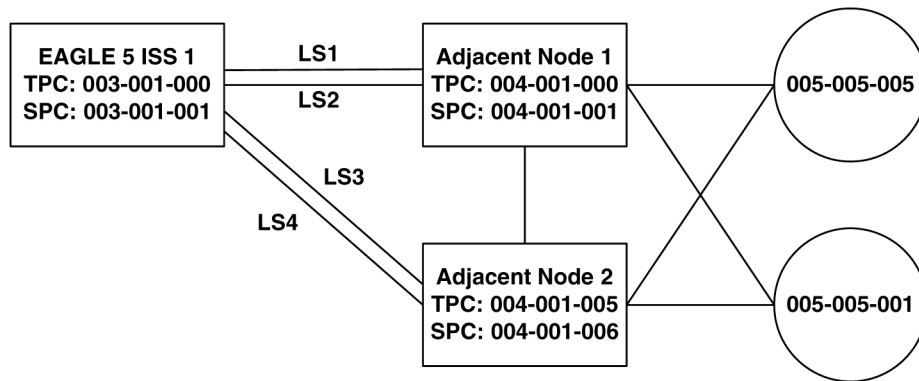 EAGLE 5 ISS 1
TPC: 003-001-000
SPC: 003-001-001
LS1
LS2
LS3
LS4
Adjacent Node 1
TPC: 004-001-000
SPC: 004-001-001
Adjacent Node 2
TPC: 004-001-005
SPC: 004-001-006
005-005-005
005-005-001